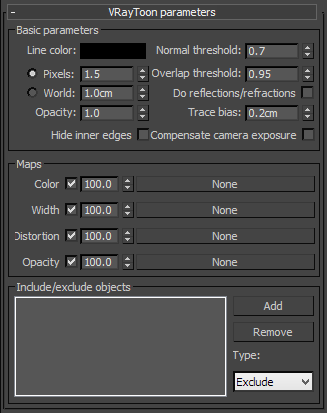 - VRayToon parameters
Basic parameters
Line color: Normal threshold: 0.7
Pixels: 1.5 Overlap threshold: 0.95
World: 1.0cm Do reflections/refractions
Opacity: 1.0 Trace bias: 0.2cm
Hide inner edges Compensate camera exposure
Maps
Color 100.0 None
Width 100.0 None
Distortion 100.0 None
Opacity 100.0 None
Include/exclude objects
Add
Remove
Type:
Exclude